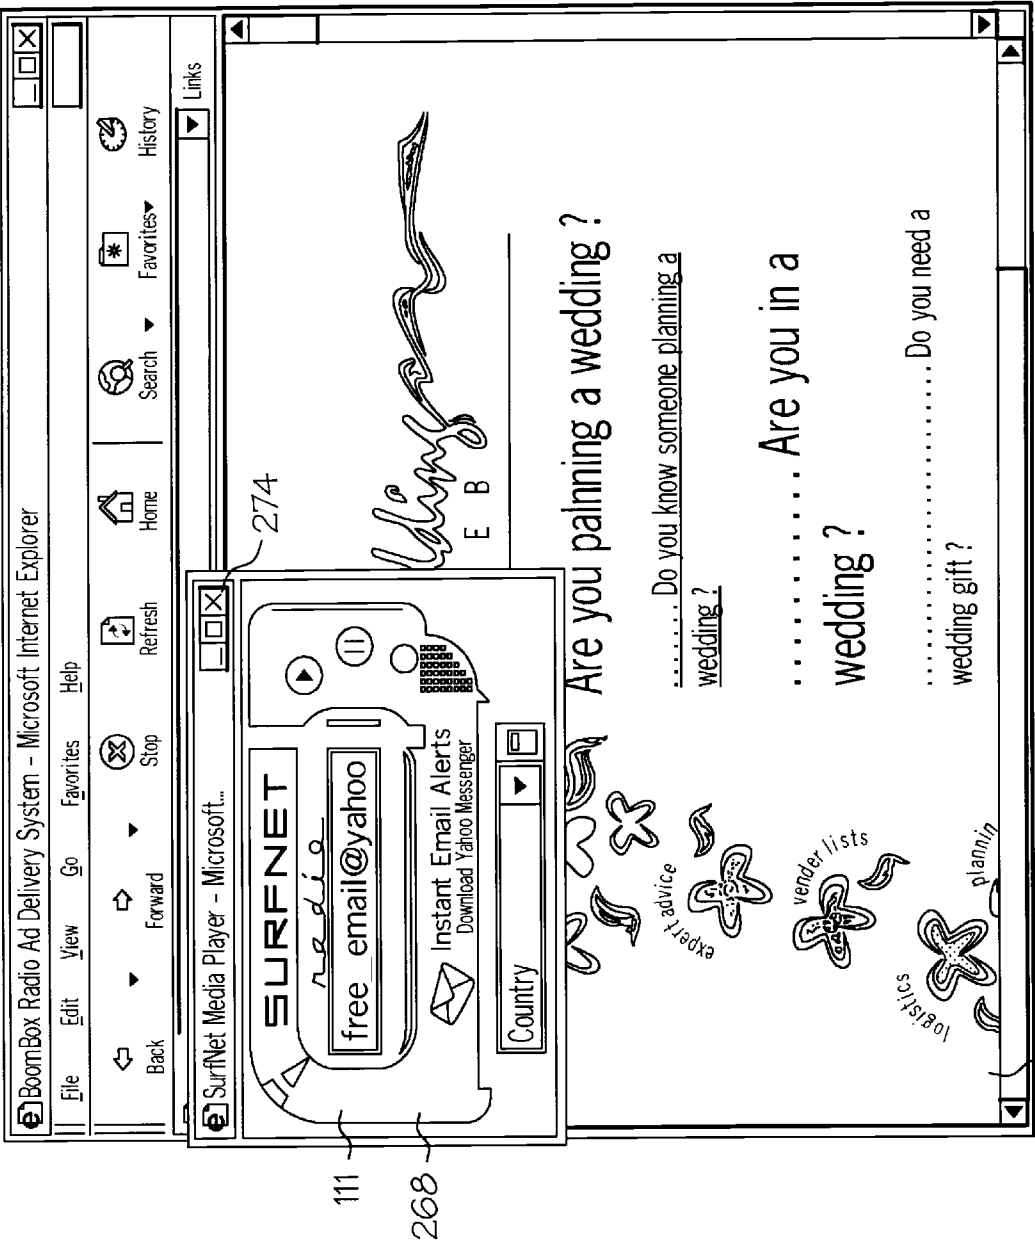 BoomBox Radio Ad Delivery System - Microsoft Internet Explorer
File Edit View Go Favorites Help
Back Forward Stop Refresh Home Search Favorites History
Links
SurfNet Media Player - Microsoft...
274
SURFNET
radio
free_email@yahoo
Instant Email Alerts
Download Yahoo Messenger
Country
111
268
E B
Are you palnning a wedding ?
........ Do you know someone planning a
wedding ?
.......... Are you in a
wedding ?
.......................... Do you need a
wedding gift ?
expert advice
vender lists
logistics
plannin